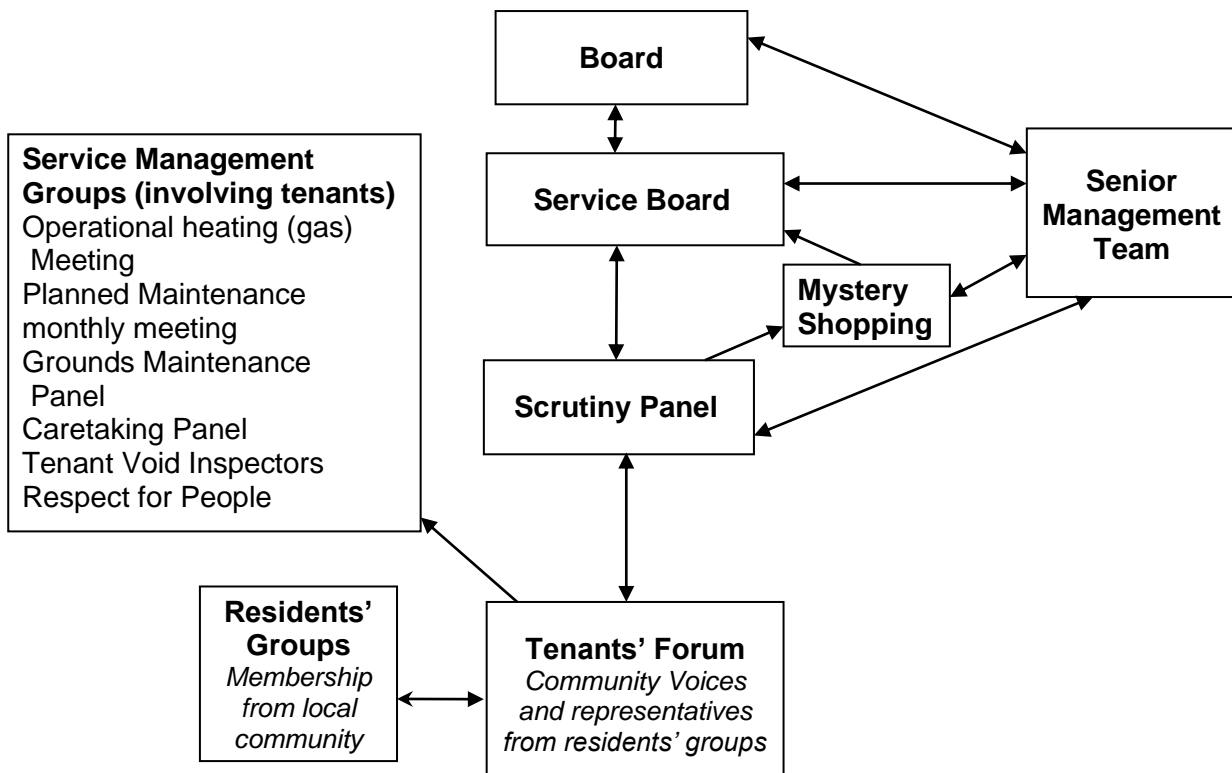 Board
Service Management
Groups (involving tenants)
Operational heating (gas)
Meeting
Planned Maintenance
monthly meeting
Grounds Maintenance
Panel
Caretaking Panel
Tenant Void Inspectors
Respect for People
Service Board
Senior
Management
Team
Mystery
Shopping
Scrutiny Panel
Residents’
Groups
Membership
from local
community
Tenants’ Forum
Community Voices
and representatives
from residents’ groups